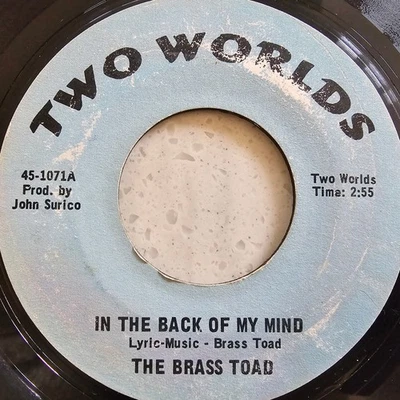 TWO WORLDS
45-1071A
Prod. by
John Surico
Two Worlds
Time: 2:55
IN THE BACK OF MY MIND
Lyric-Music - Brass Toad
THE BRASS TOAD